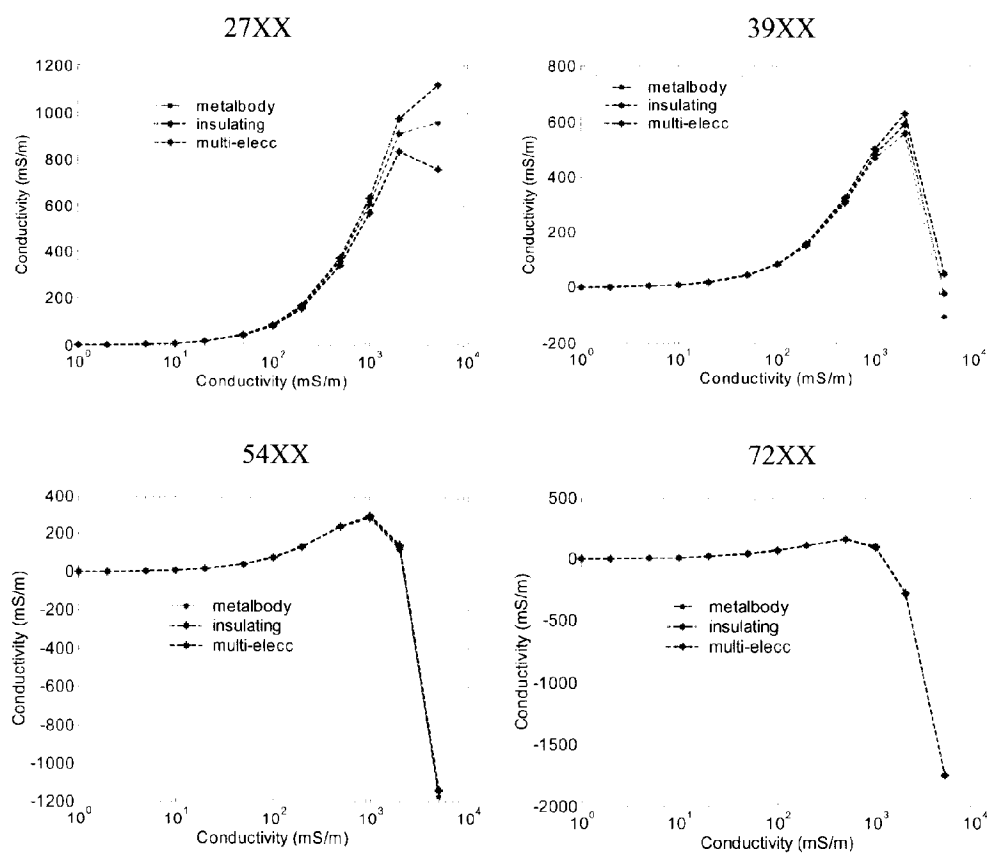 27XX
1200
1000
800
600
400
200
0
Conductivity (mS/m)
metalbody
insulating
multi-elecc
10^0 10^1 10^2 10^3 10^4
Conductivity (mS/m)
39XX
800
600
400
200
0
-200
Conductivity (mS/m)
metalbody
insulating
multi-elecc
10^0 10^1 10^2 10^3 10^4
Conductivity (mS/m)
54XX
400
200
0
-200
-400
-600
-800
-1000
-1200
Conductivity (mS/m)
metalbody
insulating
multi-elecc
10^0 10^1 10^2 10^3 10^4
Conductivity (mS/m)
72XX
500
0
-500
-1000
-1500
-2000
Conductivity (mS/m)
metalbody
insulating
multi-elecc
10^0 10^1 10^2 10^3 10^4
Conductivity (mS/m)